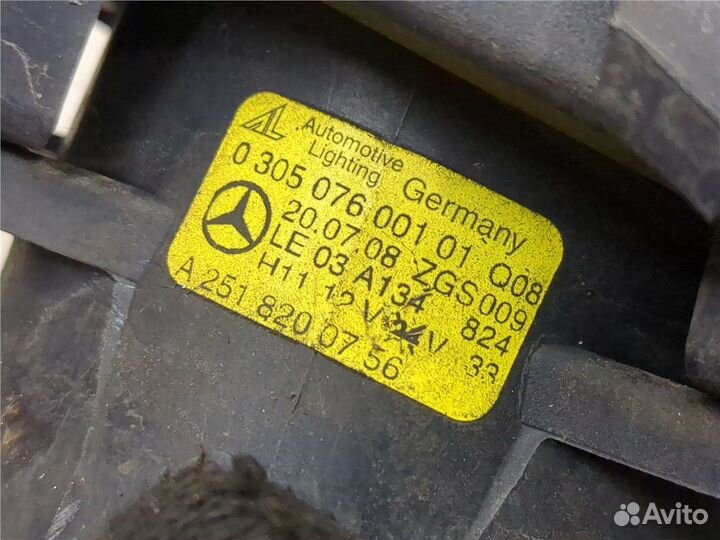 AL Automotive
Lighting Germany
0 305 076 001 01 Q08
20.07.08 ZGS009
LE 03 A134 824
H11 12 V 24 V 33
A 251 820 07 56
Avito